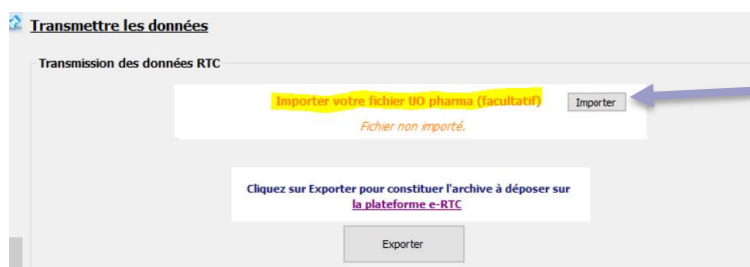 Transmettre les données
Transmission des données RTC
Importer votre fichier UO pharma (facultatif) Importer
Fichier non importé.
Cliquez sur Exporter pour constituer l'archive à déposer sur
la plateforme e-RTC
Exporter